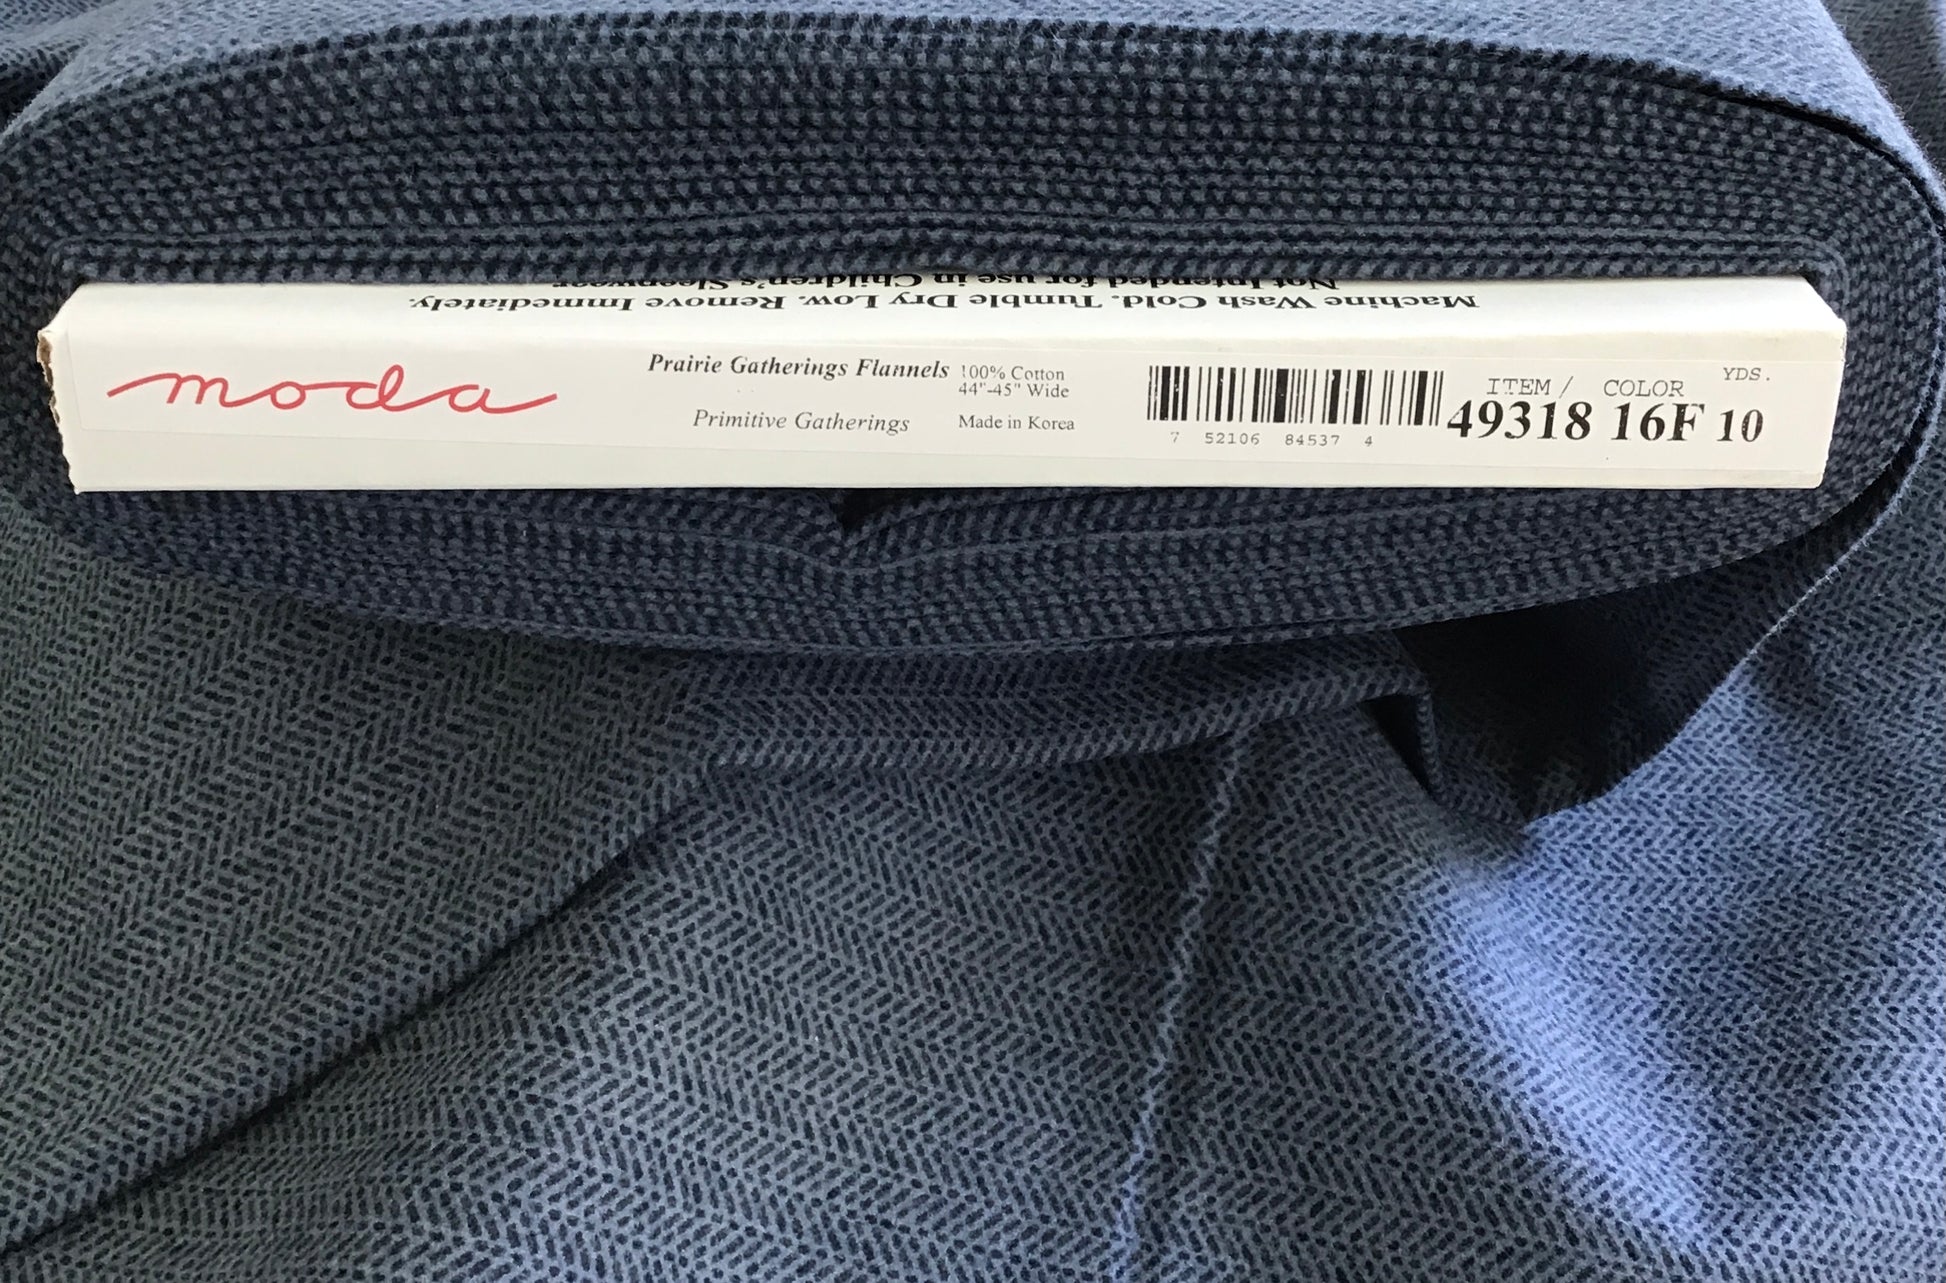 Not Intended for use in Children's Sleepwear.
Machine Wash Cold. Tumble Dry Low. Remove Immediately.
moda
Prairie Gatherings Flannels
Primitive Gatherings
100% Cotton
44"-45" Wide
Made in Korea
7 52106 84537 4
ITEM / COLOR YDS.
49318 16F 10